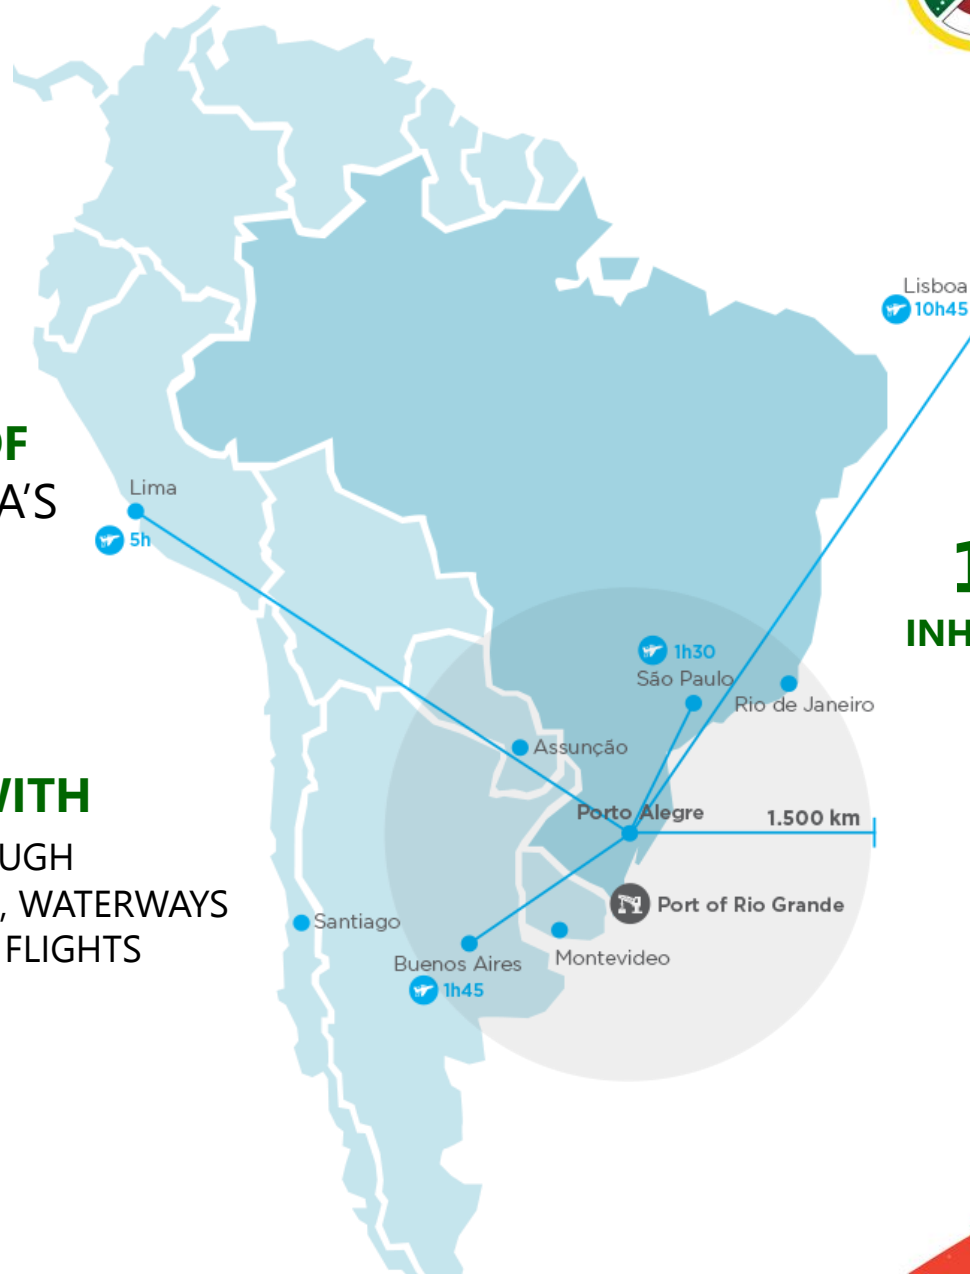 Lisboa
10h45
OF
A'S
Lima
5h
1
INH
1h30
São Paulo
Rio de Janeiro
Assunção
WITH
Porto Alegre
1.500 km
UGH
, WATERWAYS
FLIGHTS
Port of Rio Grande
Santiago
Montevideo
Buenos Aires
1h45